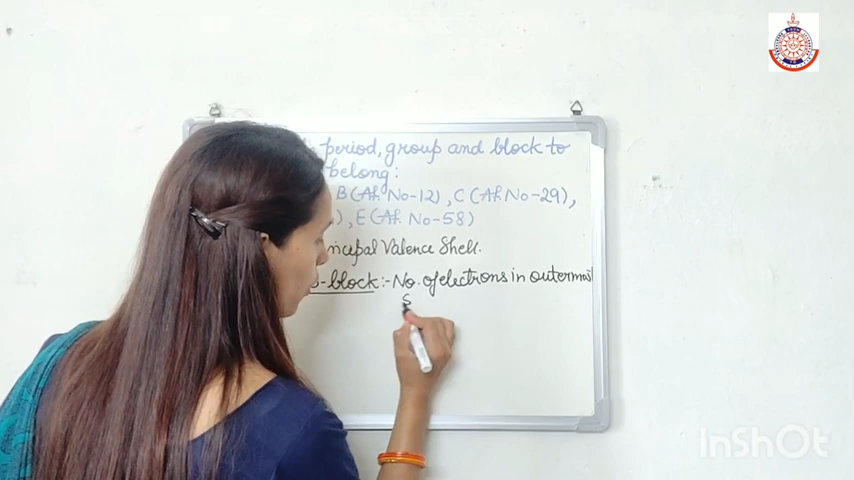 period, group and block to
belong:
B (At. No-12), C (At. No-29),
), E (At. No-58)
Valence Shell.
-block:- No. of electrons in outermost
S
InShot